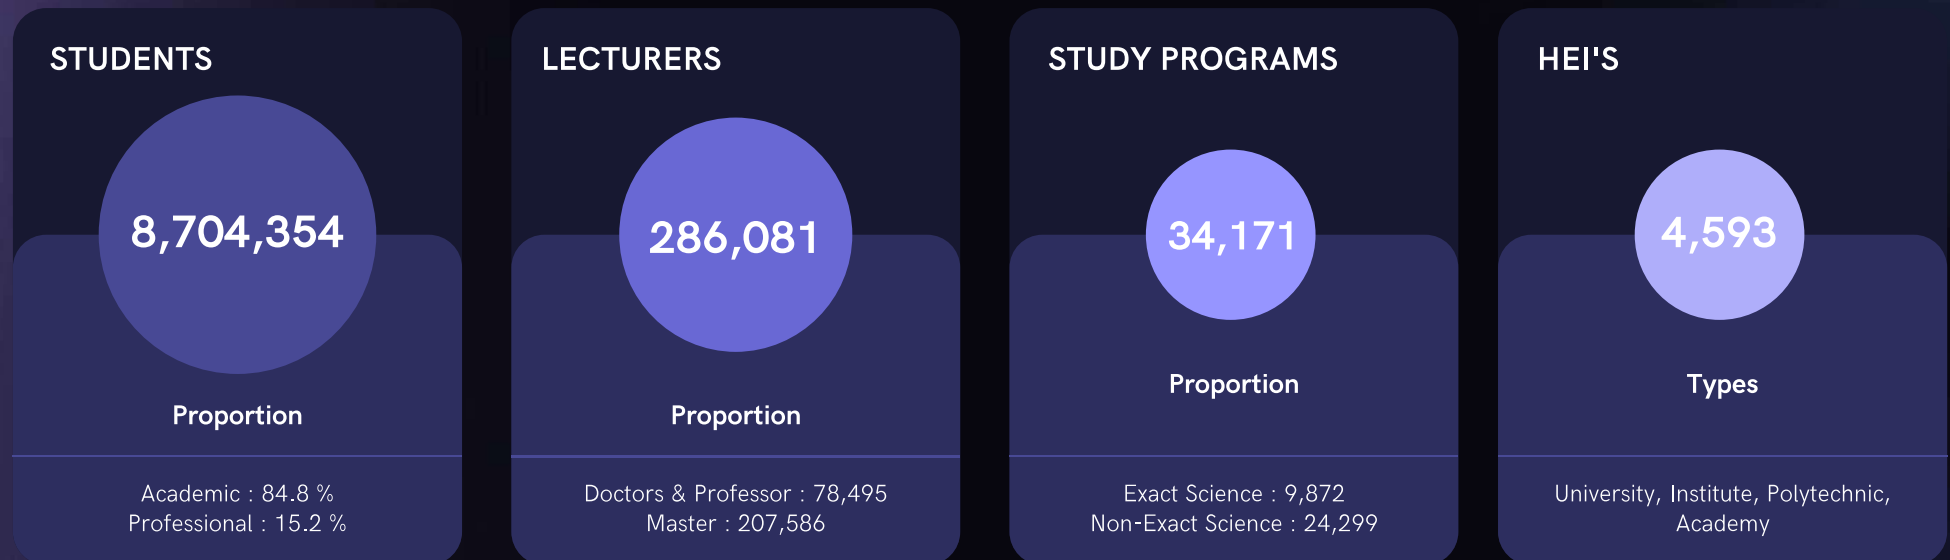 STUDENTS
8,704,354
Proportion
Academic : 84.8 %
Professional : 15.2 %
LECTURERS
286,081
Proportion
Doctors & Professor : 78,495
Master : 207,586
STUDY PROGRAMS
34,171
Proportion
Exact Science : 9,872
Non-Exact Science : 24,299
HEI'S
4,593
Types
University, Institute, Polytechnic,
Academy